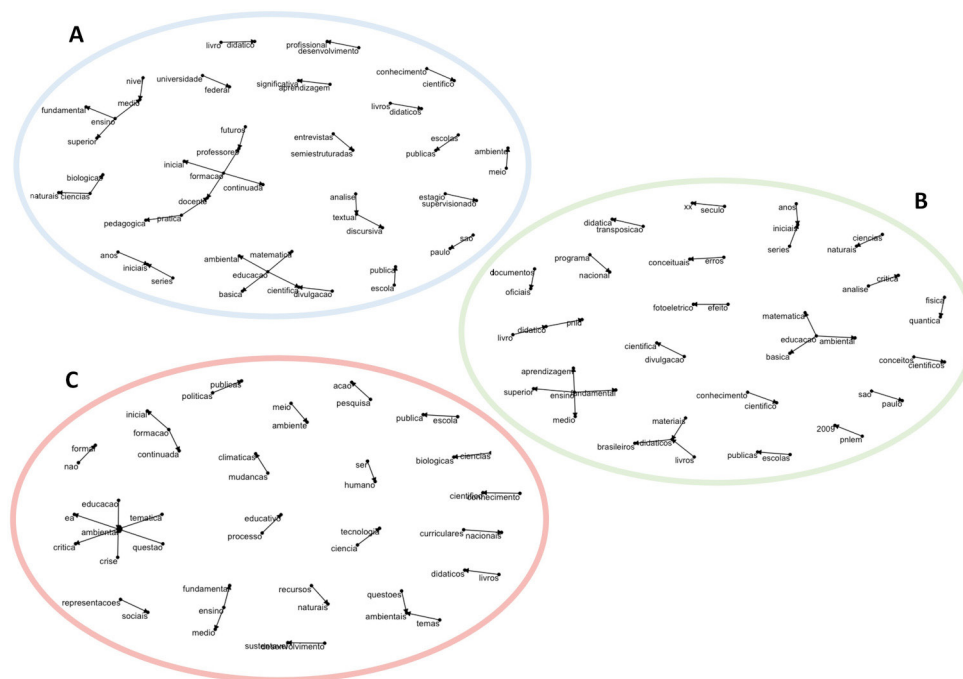 A
livro didatico
profissional
desenvolvimento
nivel
universidade
federal
significativa
aprendizagem
conhecimento
cientifico
medio
fundamental
ensino
superior
livros
didaticos
futuros
professores
inicial
formacao
continuada
docente
pratica
pedagogica
entrevistas
semiestruturadas
escolas
publicas
ambiente
meio
biologicas
naturais ciencias
analise
textual
discursiva
estagio
supervisionado
sao
paulo
anos
iniciais
series
matematica
ambiental
educacao
basica
cientifica
divulgacao
publica
escola
B
xx
seculo
anos
iniciais
series
didatica
transposicao
ciencias
naturais
programa
nacional
conceituais
erros
documentos
oficiais
critica
analise
fisica
quantica
fotoeletrico
efeito
livro
didatico
pnld
matematica
educacao
ambiental
basica
cientifica
divulgacao
conceitos
cientificos
aprendizagem
superior
ensino
fundamental
medio
conhecimento
cientifico
sao
paulo
materiais
brasileiros
didaticos
livros
2009
pnlem
publicas
escolas
C
publicas
politicas
acao
pesquisa
inicial
formacao
continuada
meio
ambiente
publica
escola
formal
nao
climaticas
mudancas
ser
humano
biologicas
ciencias
cientifico
conhecimento
educacao
ea
tematica
ambiental
critica
questao
crise
educativo
processo
tecnologia
ciencia
curriculares
nacionais
didaticos
livros
representacoes
sociais
fundamental
ensino
medio
recursos
naturais
questoes
ambientais
temas
sustentavel
desenvolvimento